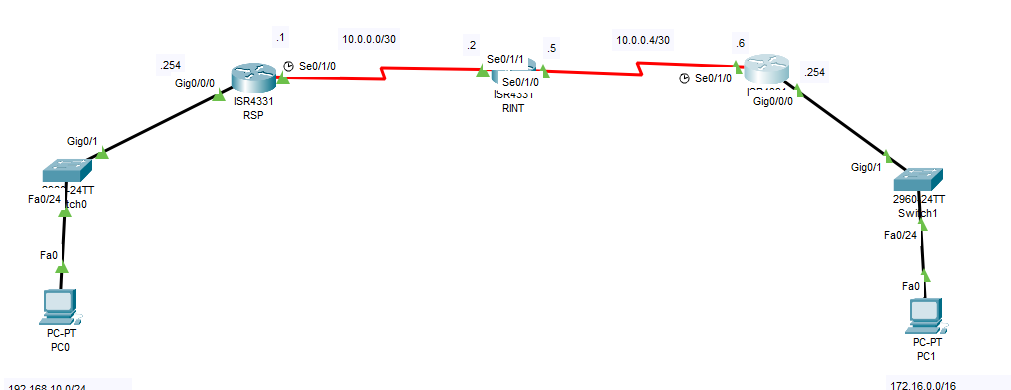 .1
10.0.0.0/30
.2
.5
10.0.0.4/30
.6
.254
Se0/1/0
Se0/1/1
Se0/1/0
Se0/1/0
.254
Gig0/0/0
Gig0/0/0
ISR4331
RSP
ISR4331
RINT
Gig0/1
Gig0/1
24TT
tch0
Fa0/24
2960-24TT
Switch1
Fa0/24
Fa0
Fa0
PC-PT
PC0
PC-PT
PC1
192.168.10.0/24
172.16.0.0/16